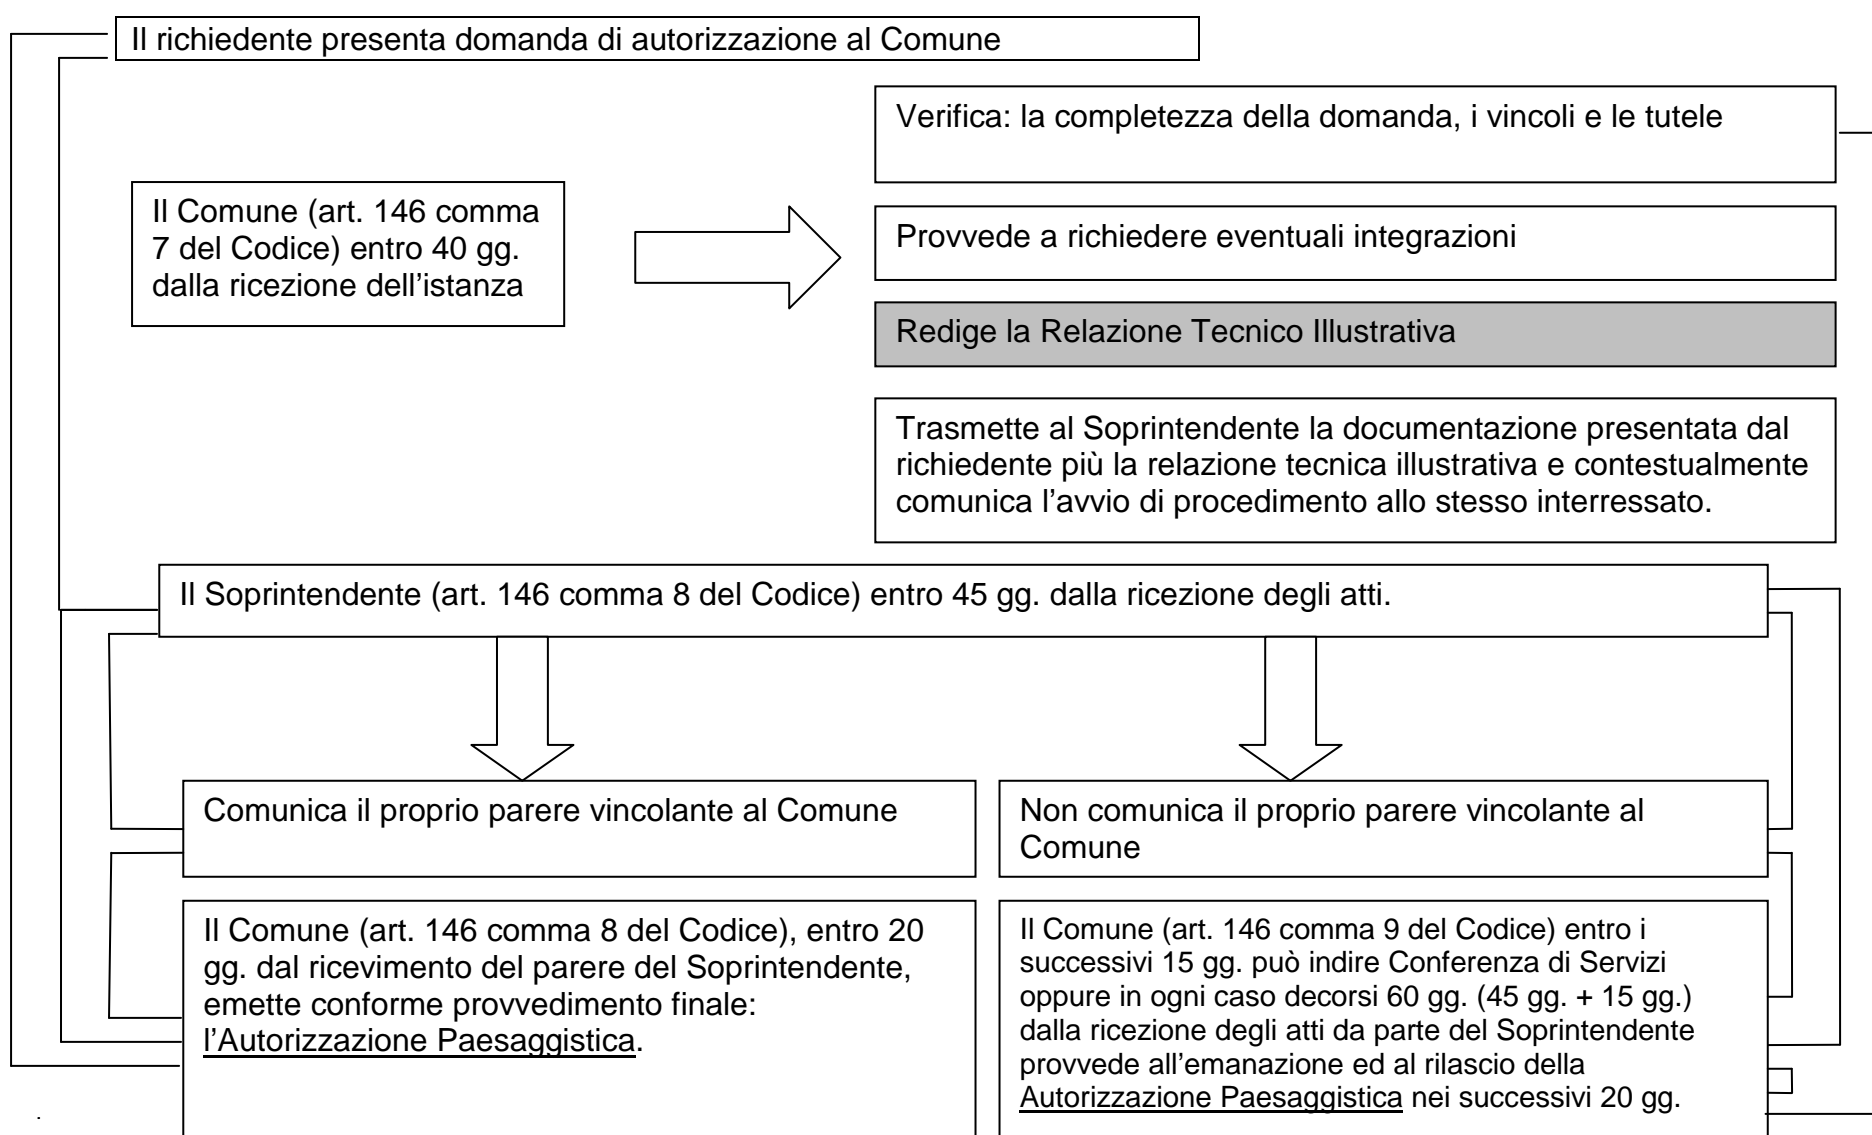 Il richiedente presenta domanda di autorizzazione al Comune
Verifica: la completezza della domanda, i vincoli e le tutele
Il Comune (art. 146 comma
7 del Codice) entro 40 gg.
dalla ricezione dell’istanza
Provvede a richiedere eventuali integrazioni
Redige la Relazione Tecnico Illustrativa
Trasmette al Soprintendente la documentazione presentata dal
richiedente più la relazione tecnica illustrativa e contestualmente
comunica l’avvio di procedimento allo stesso interressato.
Il Soprintendente (art. 146 comma 8 del Codice) entro 45 gg. dalla ricezione degli atti.
Comunica il proprio parere vincolante al Comune
Non comunica il proprio parere vincolante al
Comune
Il Comune (art. 146 comma 8 del Codice), entro 20
gg. dal ricevimento del parere del Soprintendente,
emette conforme provvedimento finale:
l’Autorizzazione Paesaggistica.
Il Comune (art. 146 comma 9 del Codice) entro i
successivi 15 gg. può indire Conferenza di Servizi
oppure in ogni caso decorsi 60 gg. (45 gg. + 15 gg.)
dalla ricezione degli atti da parte del Soprintendente
provvede all’emanazione ed al rilascio della
Autorizzazione Paesaggistica nei successivi 20 gg.
.